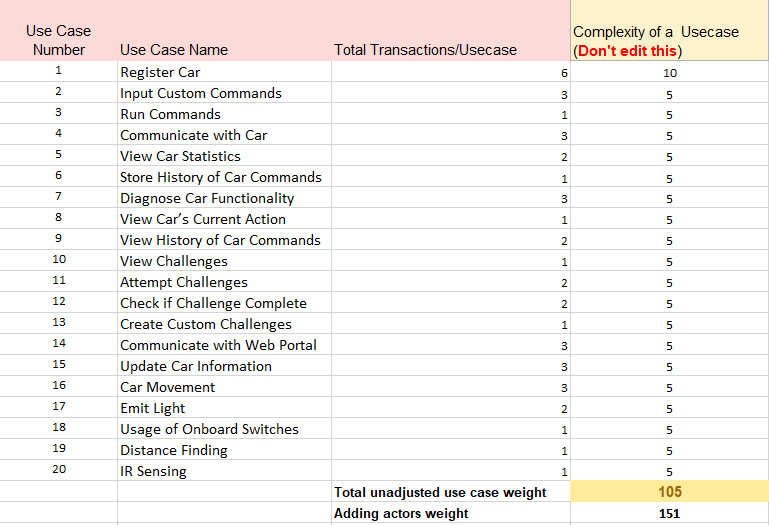 Use Case Number Use Case Name Total Transactions/Usecase Complexity of a Usecase (Don't edit this)
1 Register Car 6 10
2 Input Custom Commands 3 5
3 Run Commands 1 5
4 Communicate with Car 3 5
5 View Car Statistics 2 5
6 Store History of Car Commands 1 5
7 Diagnose Car Functionality 3 5
8 View Car’s Current Action 1 5
9 View History of Car Commands 2 5
10 View Challenges 1 5
11 Attempt Challenges 2 5
12 Check if Challenge Complete 2 5
13 Create Custom Challenges 1 5
14 Communicate with Web Portal 3 5
15 Update Car Information 3 5
16 Car Movement 3 5
17 Emit Light 2 5
18 Usage of Onboard Switches 1 5
19 Distance Finding 1 5
20 IR Sensing 1 5
Total unadjusted use case weight 105
Adding actors weight 151